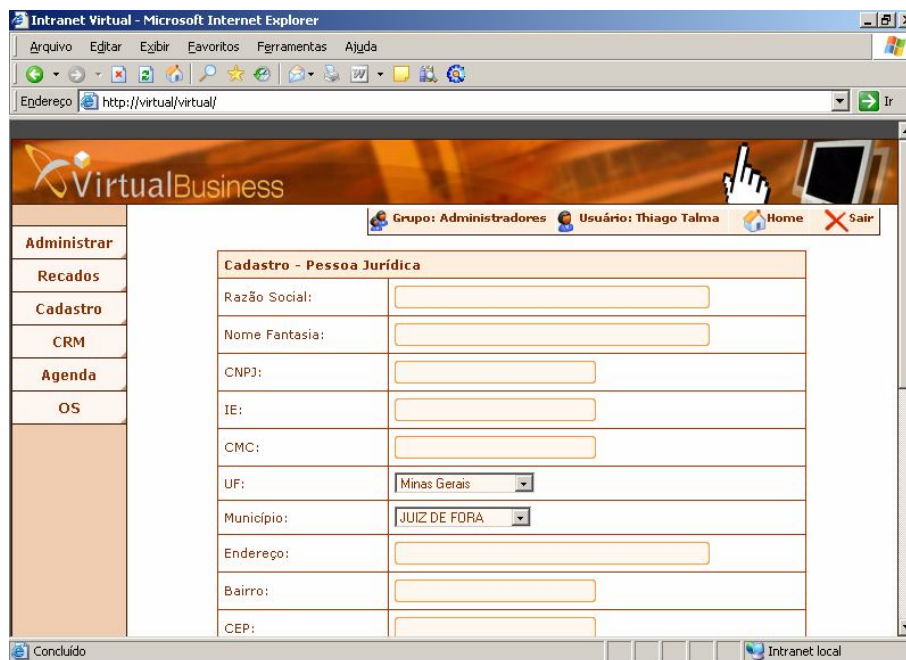 Intranet Virtual - Microsoft Internet Explorer
Arquivo Editar Exibir Favoritos Ferramentas Ajuda
Endereço http://virtual/virtual/ Ir
VirtualBusiness
Grupo: Administradores Usuário: Thiago Talma Home Sair
Administrar
Recados
Cadastro
CRM
Agenda
OS
Cadastro - Pessoa Jurídica
Razão Social:
Nome Fantasia:
CNPJ:
IE:
CMC:
UF: Minas Gerais
Município: JUIZ DE FORA
Endereço:
Bairro:
CEP:
Concluído Intranet local